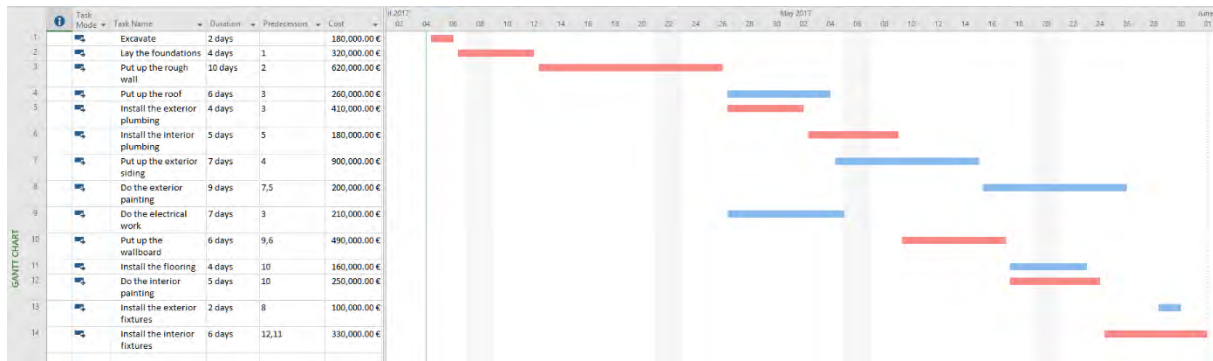 il 2017 May 2017 June
Task Mode Task Name Duration Predecessors Cost 02 04 06 08 10 12 14 16 18 20 22 24 26 28 30 02 04 06 08 10 12 14 16 18 20 22 24 26 28 30 01
1 Excavate 2 days 180,000.00 €
2 Lay the foundations 4 days 1 320,000.00 €
3 Put up the rough 10 days 2 620,000.00 €
wall
4 Put up the roof 6 days 3 260,000.00 €
5 Install the exterior 4 days 3 410,000.00 €
plumbing
6 Install the interior 5 days 5 180,000.00 €
plumbing
7 Put up the exterior 7 days 4 900,000.00 €
siding
8 Do the exterior 9 days 7,5 200,000.00 €
painting
9 Do the electrical 7 days 3 210,000.00 €
work
10 Put up the 6 days 9,6 490,000.00 €
wallboard
11 Install the flooring 4 days 10 160,000.00 €
12 Do the interior 5 days 10 250,000.00 €
painting
13 Install the exterior 2 days 8 100,000.00 €
fixtures
14 Install the interior 6 days 12,11 330,000.00 €
fixtures
GANTT CHART